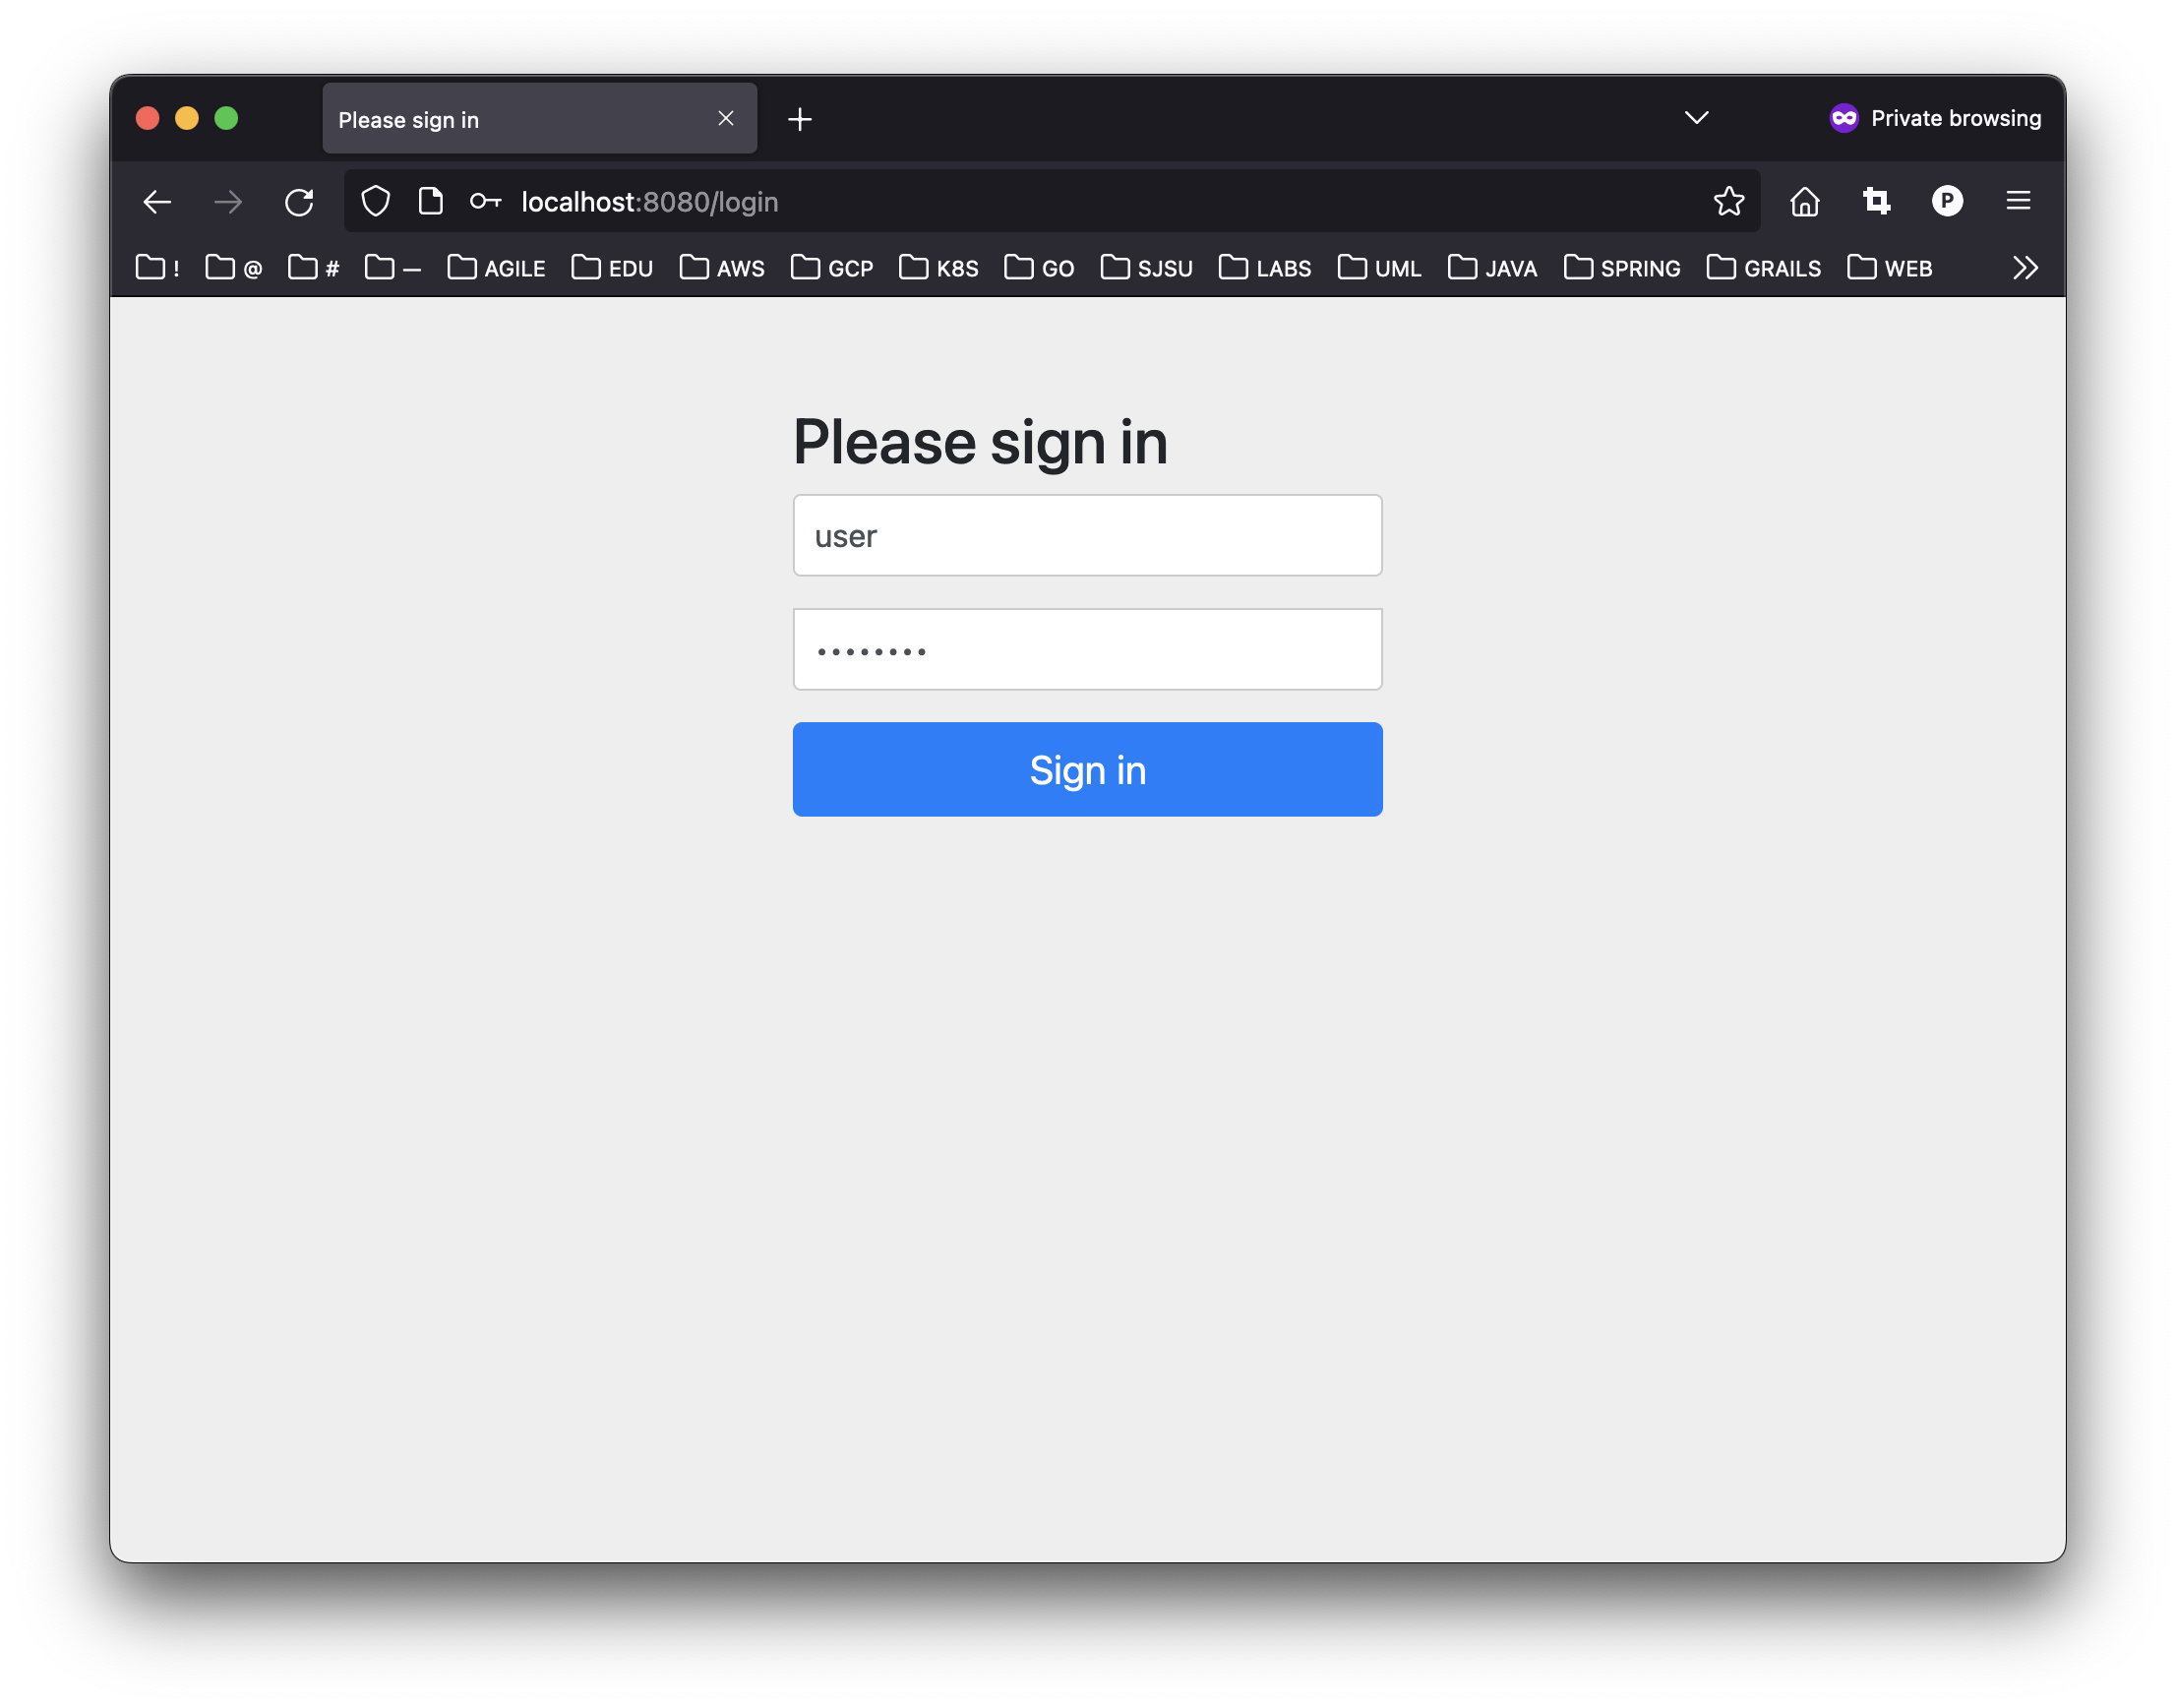 Please sign in
Private browsing
localhost:8080/login
P
! @ # — AGILE EDU AWS GCP K8S GO SJSU LABS UML JAVA SPRING GRAILS WEB
Please sign in
user
••••••••
Sign in